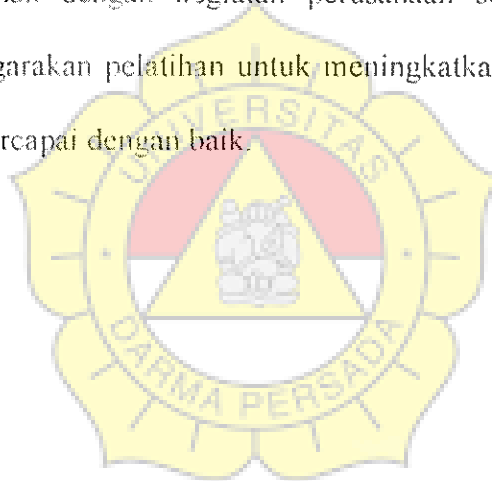 dengan kegiatan perusahaan
garakan pelatihan untuk meningkatka
rcapai dengan baik.
UNIVERSITAS
DARMA PERSADA